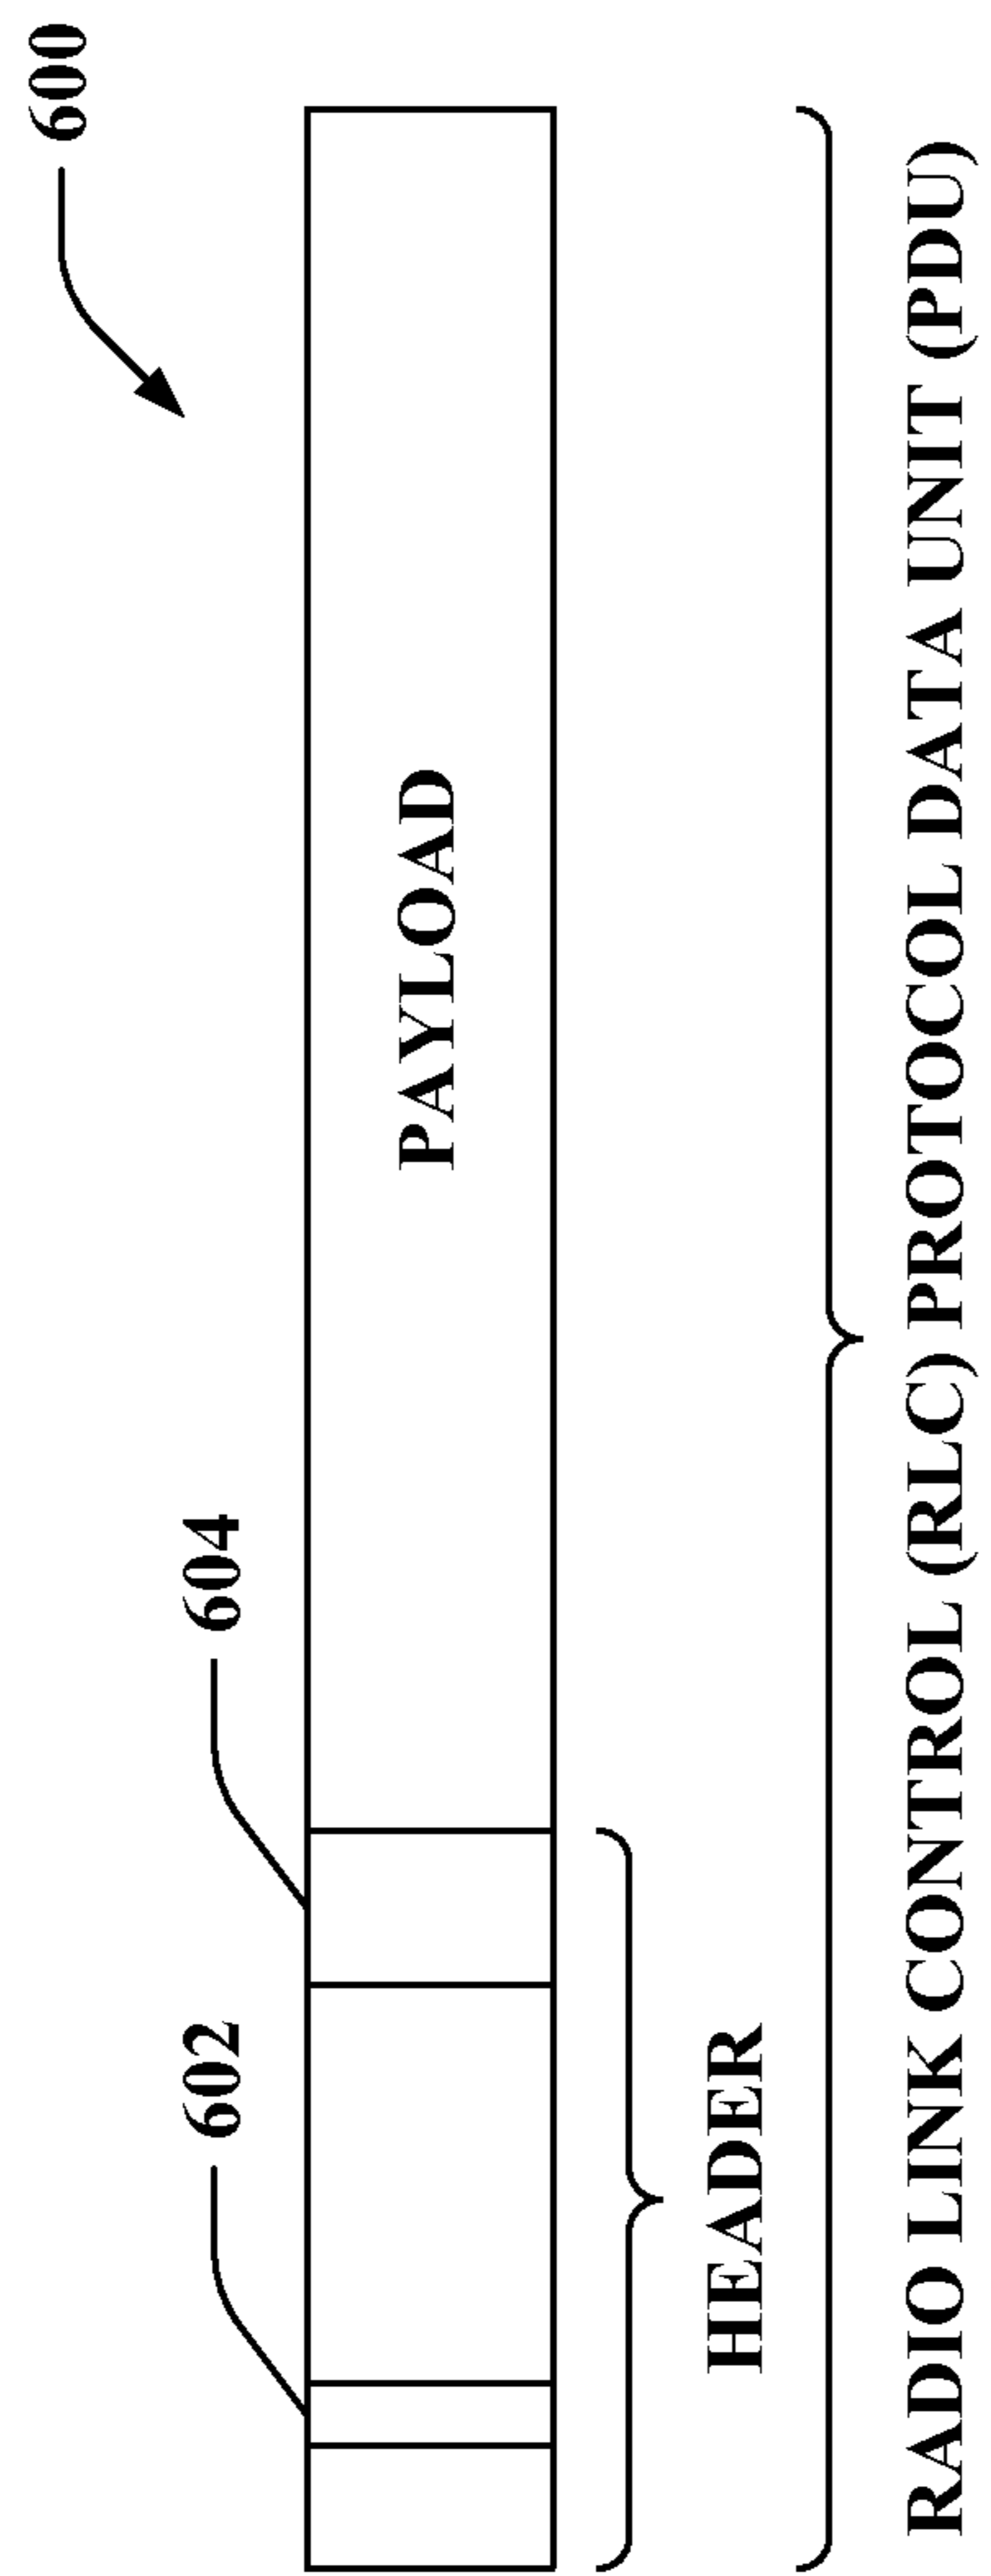 600
602
604
PAYLOAD
HEADER
RADIO LINK CONTROL (RLC) PROTOCOL DATA UNIT (PDU)